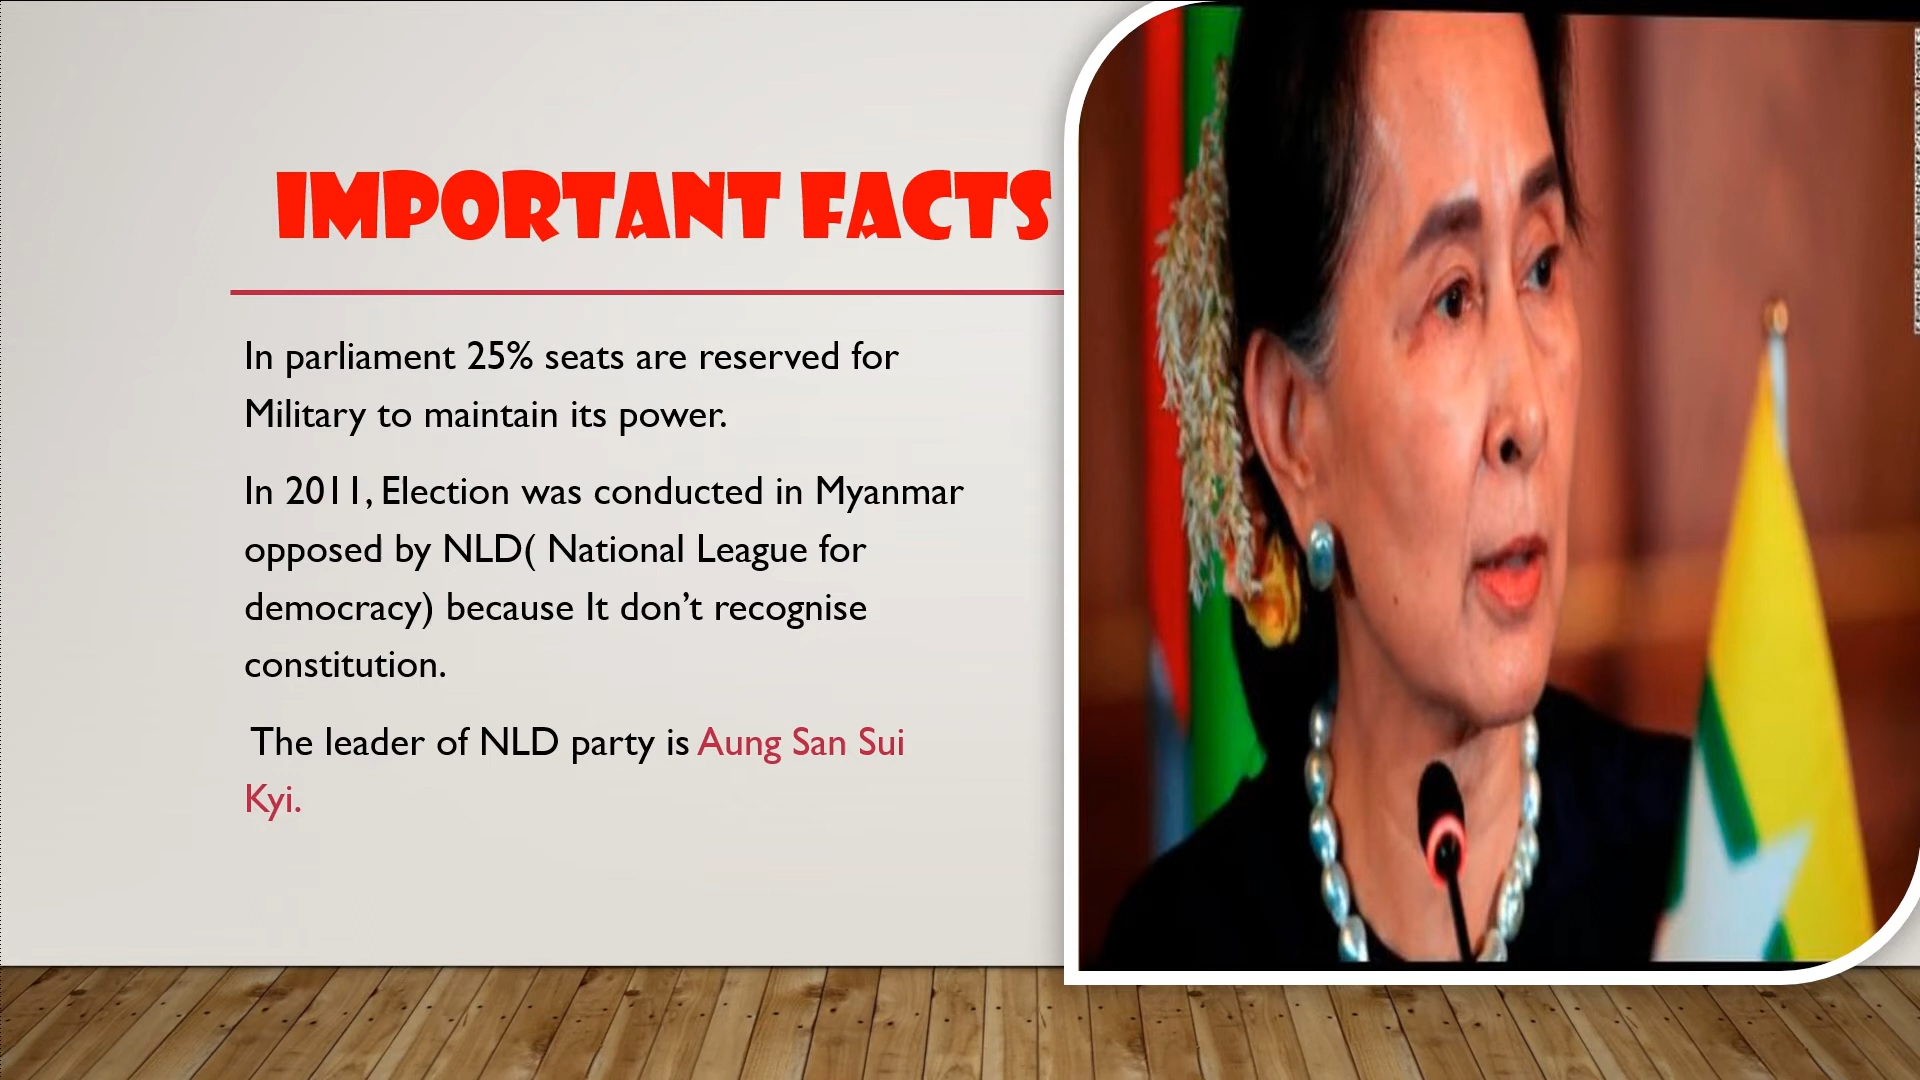 IMPORTANT FACTS
In parliament 25% seats are reserved for
Military to maintain its power.
In 2011, Election was conducted in Myanmar
opposed by NLD( National League for
democracy) because It don’t recognise
constitution.
The leader of NLD party is Aung San Sui
Kyi.